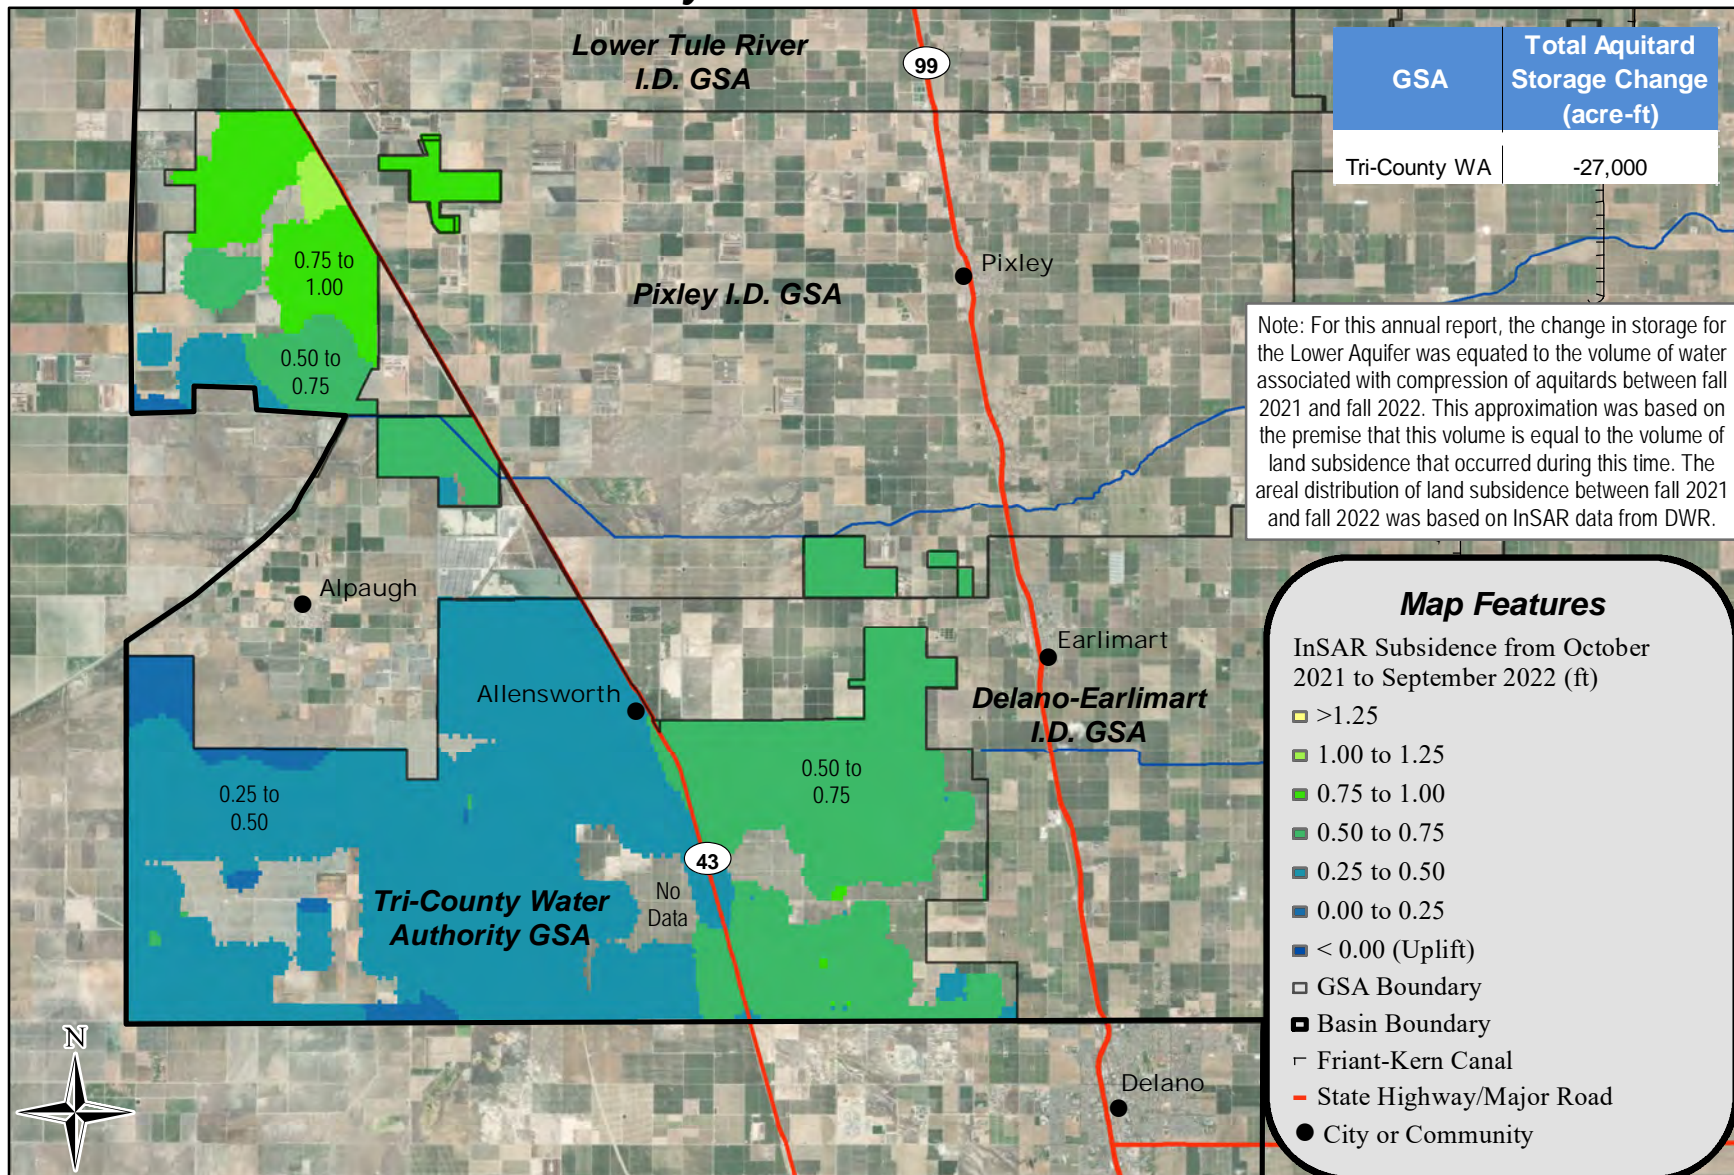 Lower Tule River
I.D. GSA
99
GSA
Total Aquitard
Storage Change
(acre-ft)
Tri-County WA
-27,000
0.75 to
1.00
Pixley
Pixley I.D. GSA
0.50 to
0.75
Note: For this annual report, the change in storage for
the Lower Aquifer was equated to the volume of water
associated with compression of aquitards between fall
2021 and fall 2022. This approximation was based on
the premise that this volume is equal to the volume of
land subsidence that occurred during this time. The
areal distribution of land subsidence between fall 2021
and fall 2022 was based on InSAR data from DWR.
Alpaugh
Earlimart
Allensworth
Delano-Earlimart
I.D. GSA
0.50 to
0.75
0.25 to
0.50
43
No
Data
Tri-County Water
Authority GSA
N
Delano
Map Features
InSAR Subsidence from October
2021 to September 2022 (ft)
>1.25
1.00 to 1.25
0.75 to 1.00
0.50 to 0.75
0.25 to 0.50
0.00 to 0.25
< 0.00 (Uplift)
GSA Boundary
Basin Boundary
Friant-Kern Canal
State Highway/Major Road
City or Community